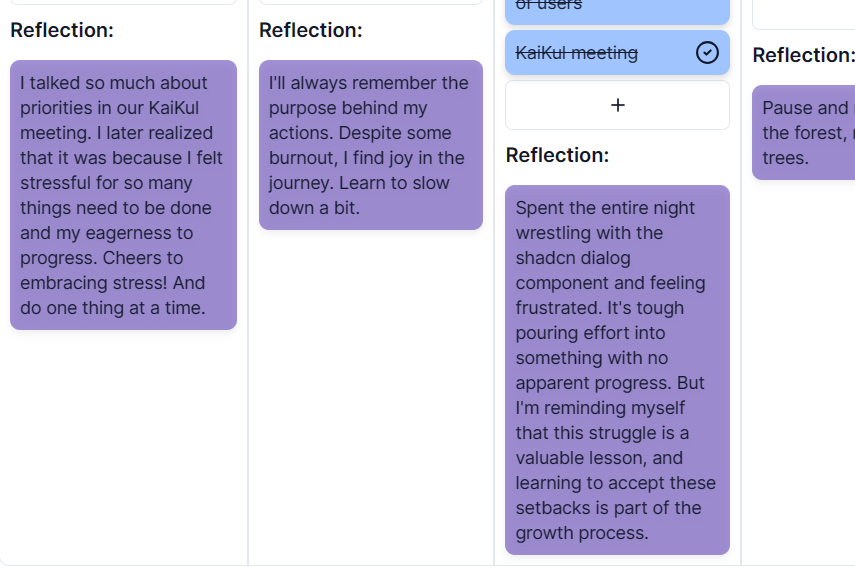 Reflection:
I talked so much about
priorities in our KaiKul
meeting. I later realized
that it was because I felt
stressful for so many
things need to be done
and my eagerness to
progress. Cheers to
embracing stress! And
do one thing at a time.
Reflection:
I'll always remember the
purpose behind my
actions. Despite some
burnout, I find joy in the
journey. Learn to slow
down a bit.
of users
KaiKul meeting
+
Reflection:
Spent the entire night
wrestling with the
shadcn dialog
component and feeling
frustrated. It's tough
pouring effort into
something with no
apparent progress. But
I'm reminding myself
that this struggle is a
valuable lesson, and
learning to accept these
setbacks is part of the
growth process.
Reflection:
Pause and
the forest,
trees.